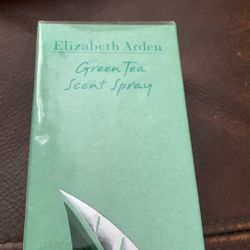 Elizabeth Arden
Green Tea
Scent Spray